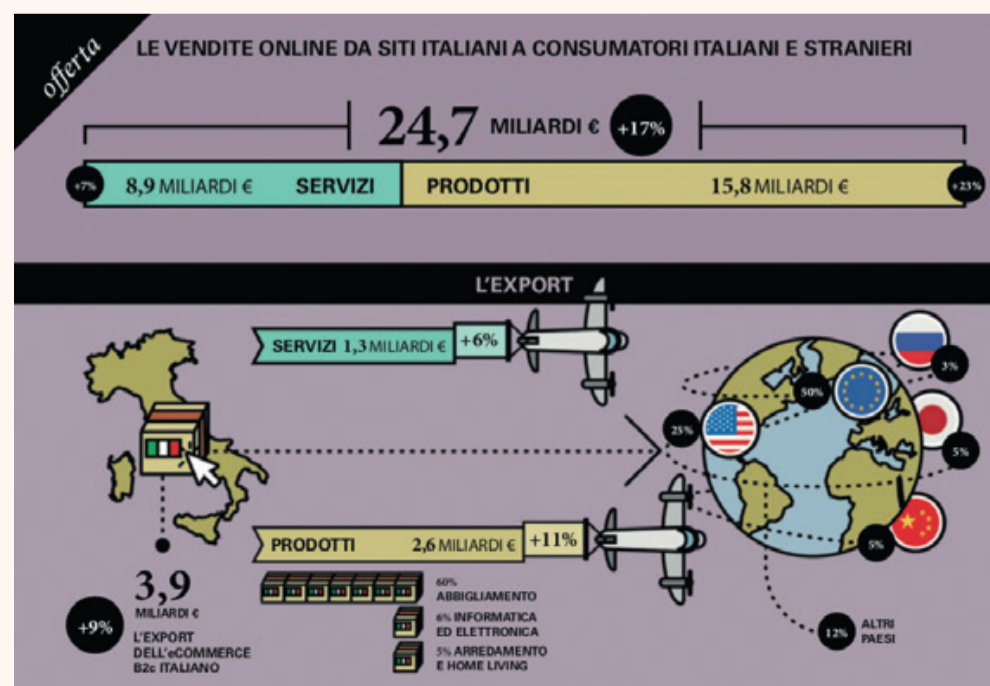 offerta
LE VENDITE ONLINE DA SITI ITALIANI A CONSUMATORI ITALIANI E STRANIERI
24,7 MILIARDI € +17%
+7% 8,9 MILIARDI € SERVIZI PRODOTTI 15,8 MILIARDI € +23%
L'EXPORT
SERVIZI 1,3 MILIARDI € +6%
3%
50%
25%
5%
5%
PRODOTTI 2,6 MILIARDI € +11%
3,9
MILIARDI €
+9%
L'EXPORT
DELL'eCOMMERCE
B2c ITALIANO
60%
ABBIGLIAMENTO
6% INFORMATICA
ED ELETTRONICA
5% ARREDAMENTO
E HOME LIVING
12% ALTRI
PAESI